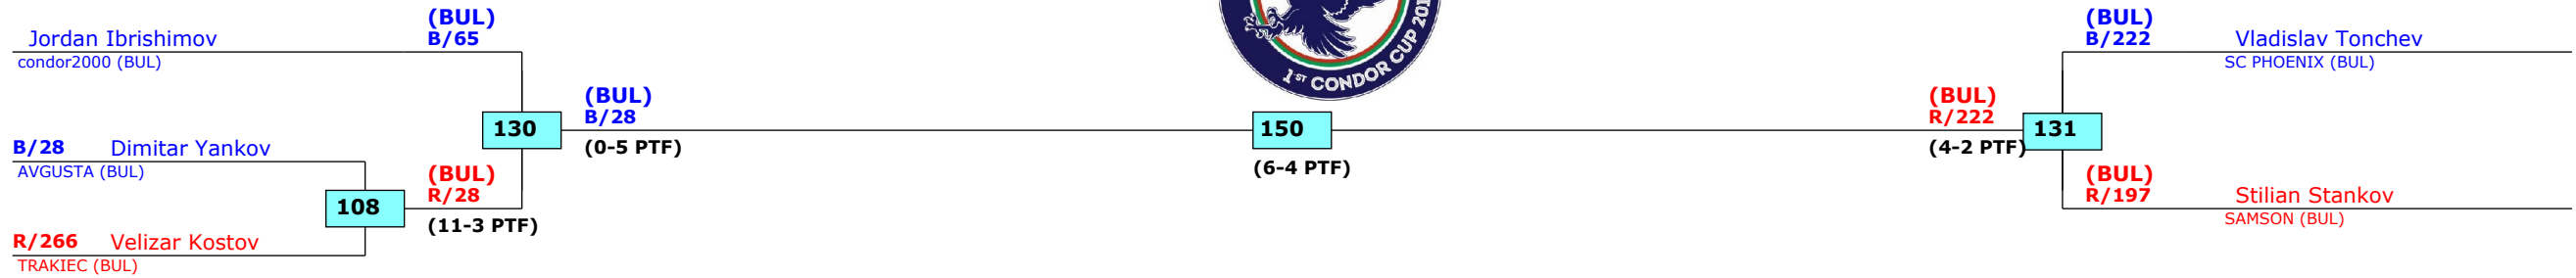 (BUL)
B/65
Jordan Ibrishimov
condor2000 (BUL)
B/28 Dimitar Yankov
AVGUSTA (BUL)
R/266 Velizar Kostov
TRAKIEC (BUL)
108
(BUL)
R/28
(11-3 PTF)
130
(BUL)
B/28
(0-5 PTF)
1ST CONDOR CUP
150
(6-4 PTF)
(BUL)
R/222
(4-2 PTF)
131
(BUL)
B/222 Vladislav Tonchev
SC PHOENIX (BUL)
(BUL)
R/197 Stilian Stankov
SAMSON (BUL)